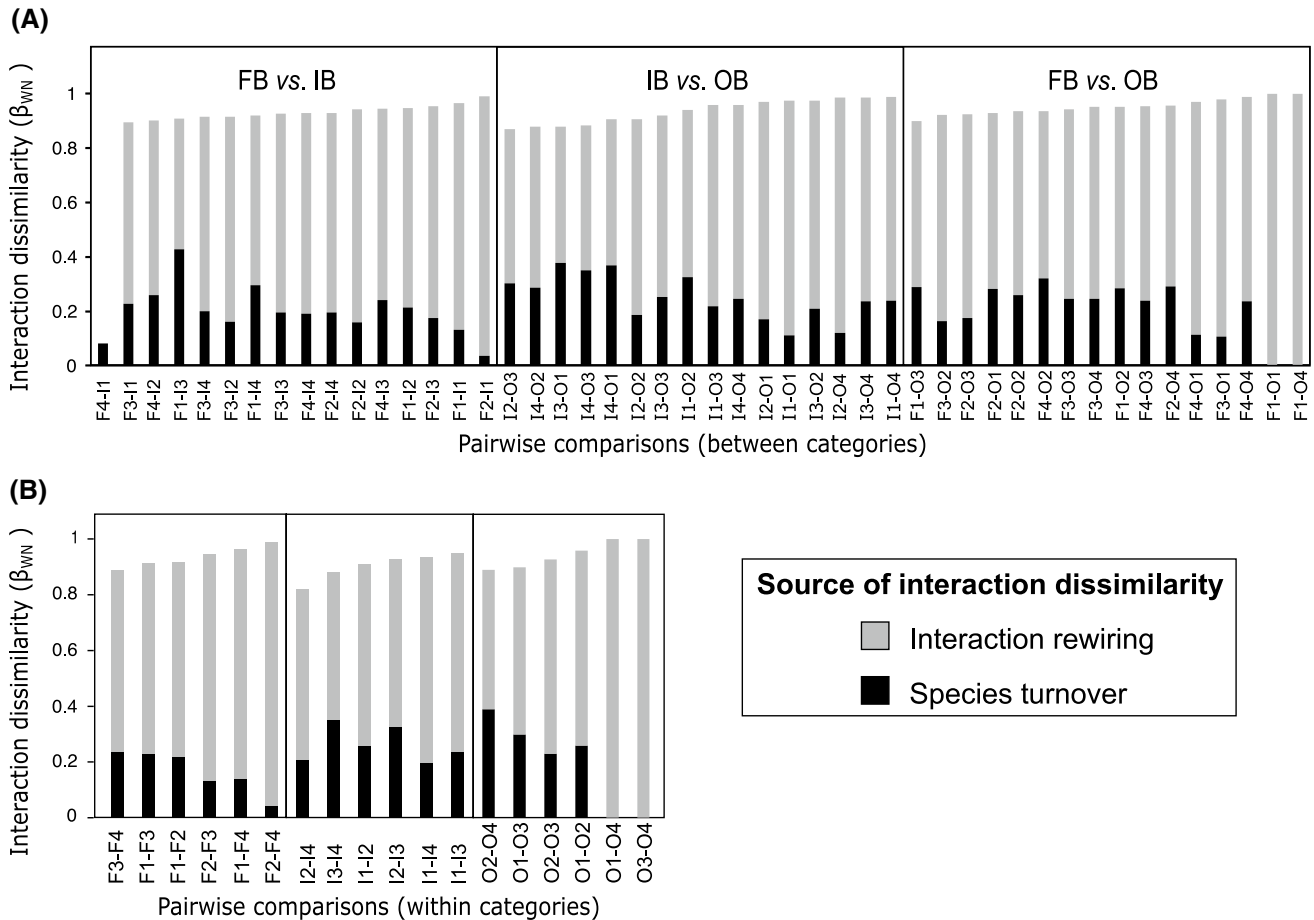 (A)
FB vs. IB
IB vs. OB
FB vs. OB
Interaction dissimilarity (βWN)
1
0.8
0.6
0.4
0.2
0
F4-I1
F3-I1
F4-I2
F1-I3
F3-I4
F3-I2
F1-I4
F3-I3
F4-I4
F2-I4
F2-I2
F4-I3
F1-I2
F2-I3
F1-I1
F2-I1
I2-O3
I4-O2
I3-O1
I4-O3
I4-O1
I2-O2
I3-O3
I1-O2
I1-O3
I4-O4
I2-O1
I1-O1
I3-O2
I2-O4
I3-O4
I1-O4
F1-O3
F3-O2
F2-O3
F2-O1
F2-O2
F4-O2
F3-O3
F3-O4
F1-O2
F4-O3
F2-O4
F4-O1
F3-O1
F4-O4
F1-O1
F1-O4
Pairwise comparisons (between categories)
(B)
Interaction dissimilarity (βWN)
1
0.8
0.6
0.4
0.2
0
F3-F4
F1-F3
F1-F2
F2-F3
F1-F4
F2-F4
I2-I4
I3-I4
I1-I2
I2-I3
I1-I4
I1-I3
O2-O4
O1-O3
O2-O3
O1-O2
O1-O4
O3-O4
Pairwise comparisons (within categories)
Source of interaction dissimilarity
Interaction rewiring
Species turnover